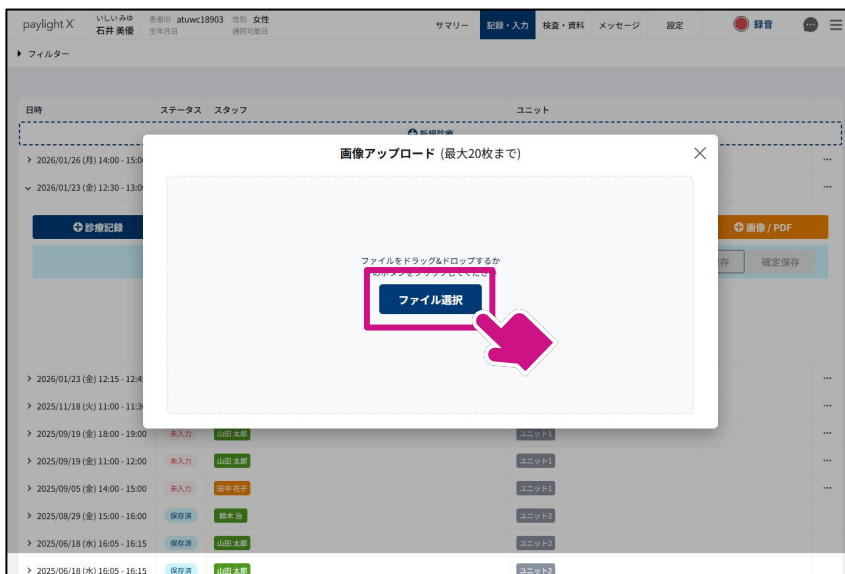 paylight X
いしい みゆ
石井 美優
患者ID atuwc18903 性別 女性
生年月日 通院可能日
サマリー 記録・入力 検査・資料 メッセージ 設定 録音
フィルター
日時 ステータス スタッフ ユニット
新規診療
2026/01/26 (月) 14:00 - 15:0
2026/01/23 (金) 12:30 - 13:0
画像アップロード (最大20枚まで)
診療記録
画像 / PDF
存 確定保存
ファイルをドラッグ&ドロップするか
ファイル選択
2026/01/23 (金) 12:15 - 12:4
2025/11/18 (火) 11:00 - 11:3
2025/09/19 (金) 18:00 - 19:00 未入力 山田 太郎 ユニット1
2025/09/19 (金) 11:00 - 12:00 未入力 山田 太郎 ユニット1
2025/09/05 (金) 14:00 - 15:00 未入力 田中 花子 ユニット1
2025/08/29 (金) 15:00 - 16:00 保存済 鈴木 治 ユニット2
2025/06/18 (水) 16:05 - 16:15 保存済 山田 太郎 ユニット2
2025/06/18 (水) 16:05 - 16:15 保存済 山田 太郎 ユニット2